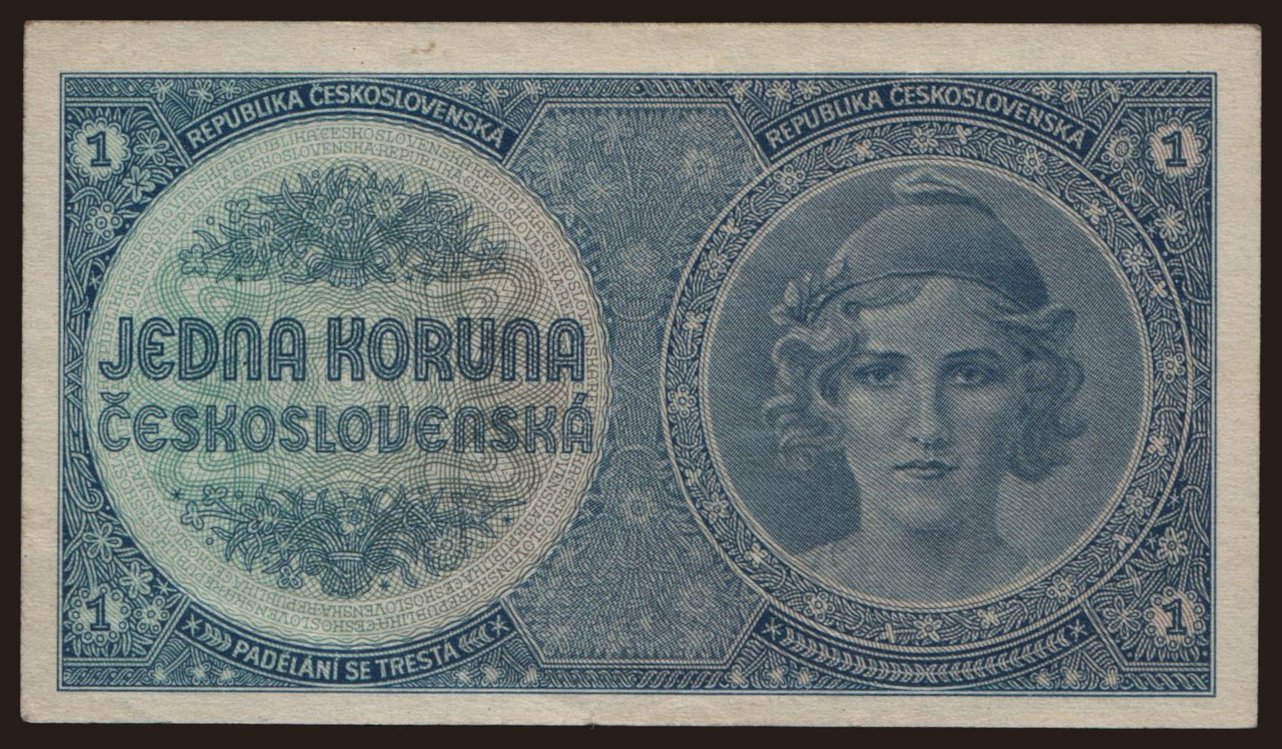 REPUBLIKA ČESKOSLOVENSKÁ
REPUBLIKA ČESKOSLOVENSKÁ
1
1
JEDNA KORUNA
ČESKOSLOVENSKÁ
1
1
PADĚLÁNÍ SE TRESTÁ